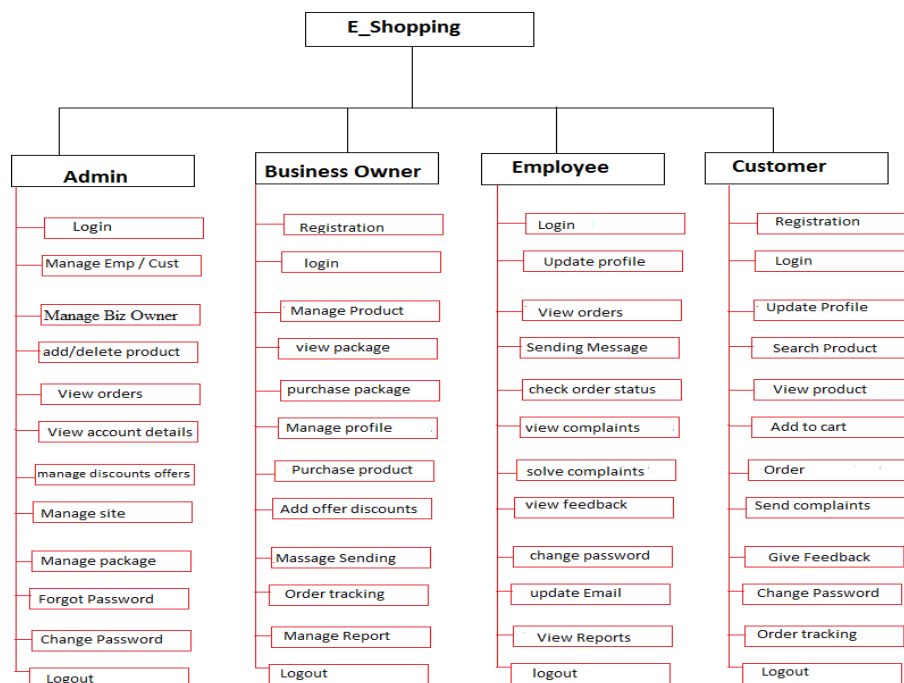 E_Shopping
Admin
Login
Manage Emp / Cust
Manage Biz Owner
add/delete product
View orders
View account details
manage discounts offers
Manage site
Manage package
Forgot Password
Change Password
Logout
Business Owner
Registration
login
Manage Product
view package
purchase package
Manage profile
Purchase product
Add offer discounts
Massage Sending
Order tracking
Manage Report
Logout
Employee
Login
Update profile
View orders
Sending Message
check order status
view complaints
solve complaints
view feedback
change password
update Email
View Reports
logout
Customer
Registration
Login
Update Profile
Search Product
View product
Add to cart
Order
Send complaints
Give Feedback
Change Password
Order tracking
Logout